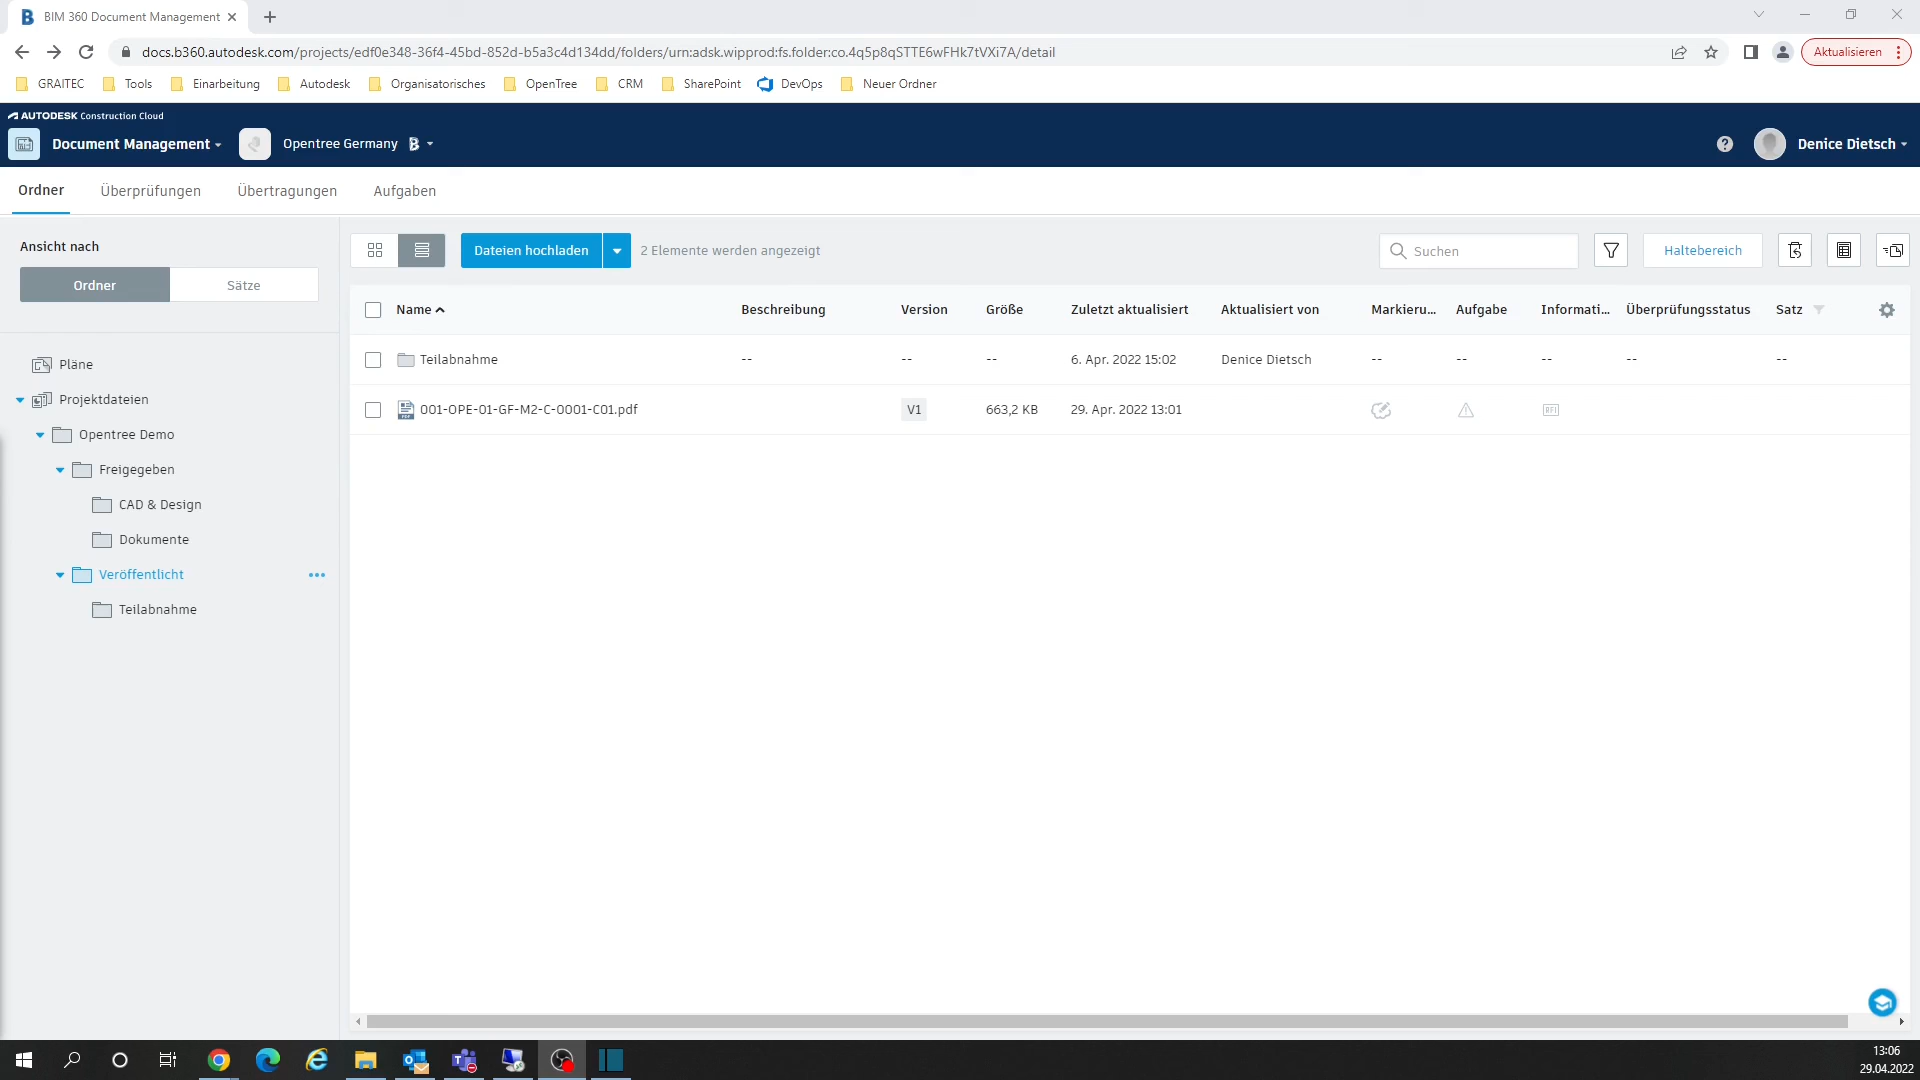 BIM 360 Document Management
docs.b360.autodesk.com/projects/edf0e348-36f4-45bd-852d-b5a3c4d134dd/folders/urn:adsk.wipprod:fs.folder:co.4q5p8qSTTE6wFHk7tVXi7A/detail
Aktualisieren
GRAITEC Tools Einarbeitung Autodesk Organisatorisches OpenTree CRM SharePoint DevOps Neuer Ordner
AUTODESK Construction Cloud
Document Management Opentree Germany Denice Dietsch
Ordner Überprüfungen Übertragungen Aufgaben
Ansicht nach
Ordner Sätze
Pläne
Projektdateien
Opentree Demo
Freigegeben
CAD & Design
Dokumente
Veröffentlicht
Teilabnahme
Dateien hochladen 2 Elemente werden angezeigt Suchen Haltebereich
Name Beschreibung Version Größe Zuletzt aktualisiert Aktualisiert von Markieru... Aufgabe Informati... Überprüfungsstatus Satz
Teilabnahme -- -- -- 6. Apr. 2022 15:02 Denice Dietsch -- -- -- -- --
001-OPE-01-GF-M2-C-0001-C01.pdf V1 663,2 KB 29. Apr. 2022 13:01 RFI
13:06
29.04.2022